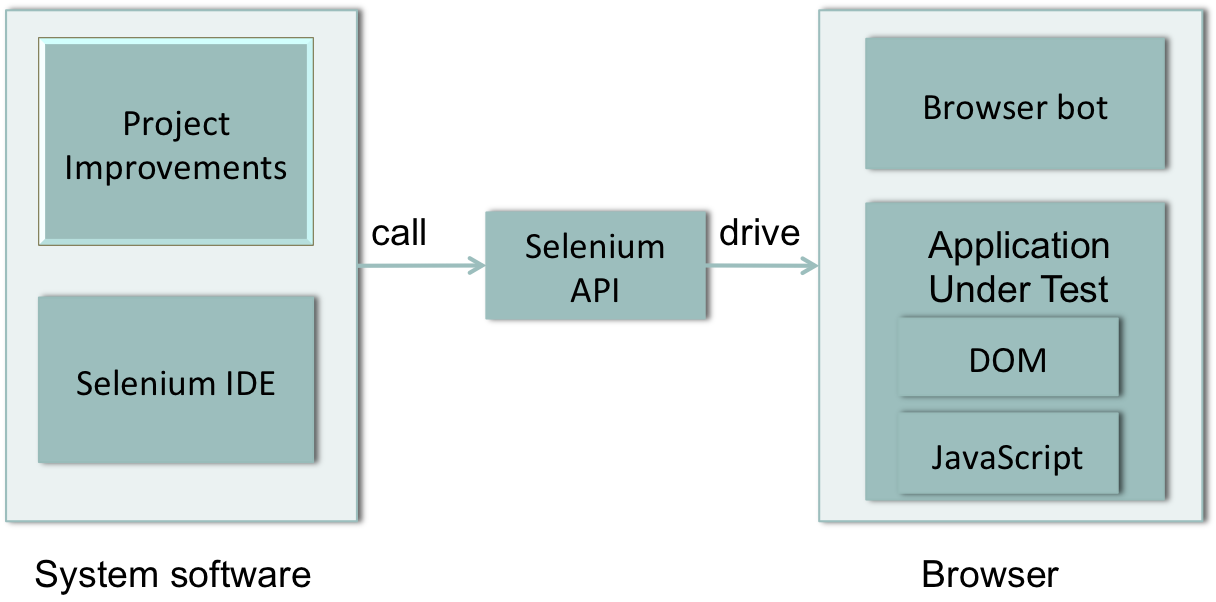 Project
Improvements
Selenium IDE
System software
call
Selenium
API
drive
Browser bot
Application
Under Test
DOM
JavaScript
Browser